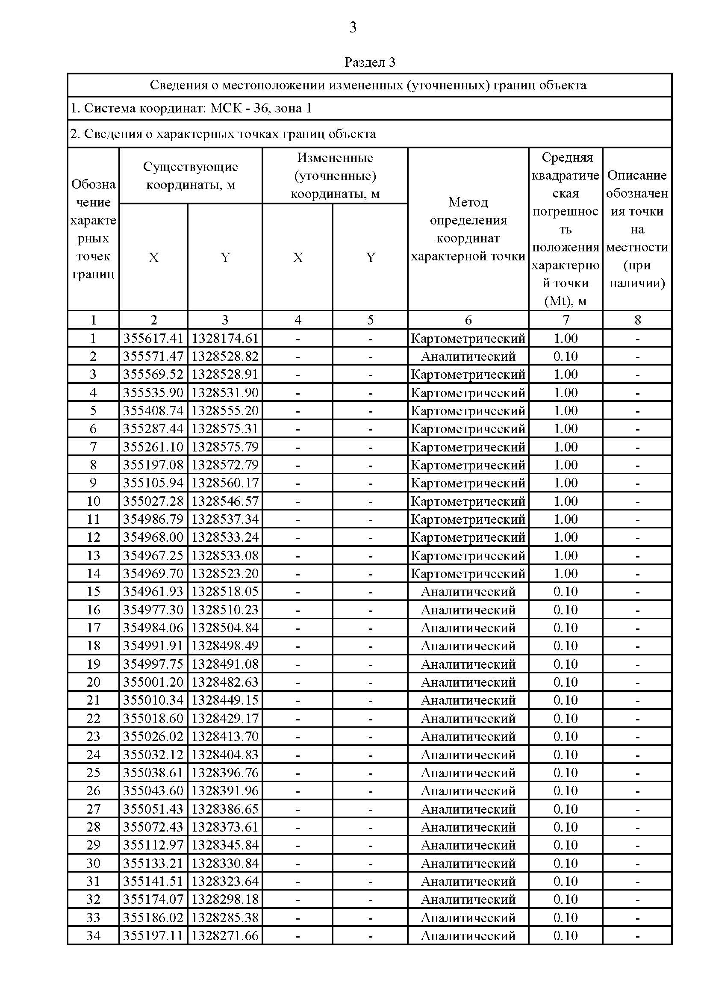 3
Раздел 3
Сведения о местоположении измененных (уточненных) границ объекта
1. Система координат: МСК - 36, зона 1
2. Сведения о характерных точках границ объекта
Обозна
чение
характе
рных
точек
границ
Существующие
координаты, м
Измененные
(уточненные)
координаты, м
Метод
определения
координат
характерной точки
Средняя
квадратиче
ская
погрешнос
ть
положения
характерно
й точки
(Mt), м
Описание
обозначен
ия точки
на
местности
(при
наличии)
X Y X Y
1 2 3 4 5 6 7 8
1 355617.41 1328174.61 - - Картометрический 1.00 -
2 355571.47 1328528.82 - - Аналитический 0.10 -
3 355569.52 1328528.91 - - Картометрический 1.00 -
4 355535.90 1328531.90 - - Картометрический 1.00 -
5 355408.74 1328555.20 - - Картометрический 1.00 -
6 355287.44 1328575.31 - - Картометрический 1.00 -
7 355261.10 1328575.79 - - Картометрический 1.00 -
8 355197.08 1328572.79 - - Картометрический 1.00 -
9 355105.94 1328560.17 - - Картометрический 1.00 -
10 355027.28 1328546.57 - - Картометрический 1.00 -
11 354986.79 1328537.34 - - Картометрический 1.00 -
12 354968.00 1328533.24 - - Картометрический 1.00 -
13 354967.25 1328533.08 - - Картометрический 1.00 -
14 354969.70 1328523.20 - - Картометрический 1.00 -
15 354961.93 1328518.05 - - Аналитический 0.10 -
16 354977.30 1328510.23 - - Аналитический 0.10 -
17 354984.06 1328504.84 - - Аналитический 0.10 -
18 354991.91 1328498.49 - - Аналитический 0.10 -
19 354997.75 1328491.08 - - Аналитический 0.10 -
20 355001.20 1328482.63 - - Аналитический 0.10 -
21 355010.34 1328449.15 - - Аналитический 0.10 -
22 355018.60 1328429.17 - - Аналитический 0.10 -
23 355026.02 1328413.70 - - Аналитический 0.10 -
24 355032.12 1328404.83 - - Аналитический 0.10 -
25 355038.61 1328396.76 - - Аналитический 0.10 -
26 355043.60 1328391.96 - - Аналитический 0.10 -
27 355051.43 1328386.65 - - Аналитический 0.10 -
28 355072.43 1328373.61 - - Аналитический 0.10 -
29 355112.97 1328345.84 - - Аналитический 0.10 -
30 355133.21 1328330.84 - - Аналитический 0.10 -
31 355141.51 1328323.64 - - Аналитический 0.10 -
32 355174.07 1328298.18 - - Аналитический 0.10 -
33 355186.02 1328285.38 - - Аналитический 0.10 -
34 355197.11 1328271.66 - - Аналитический 0.10 -